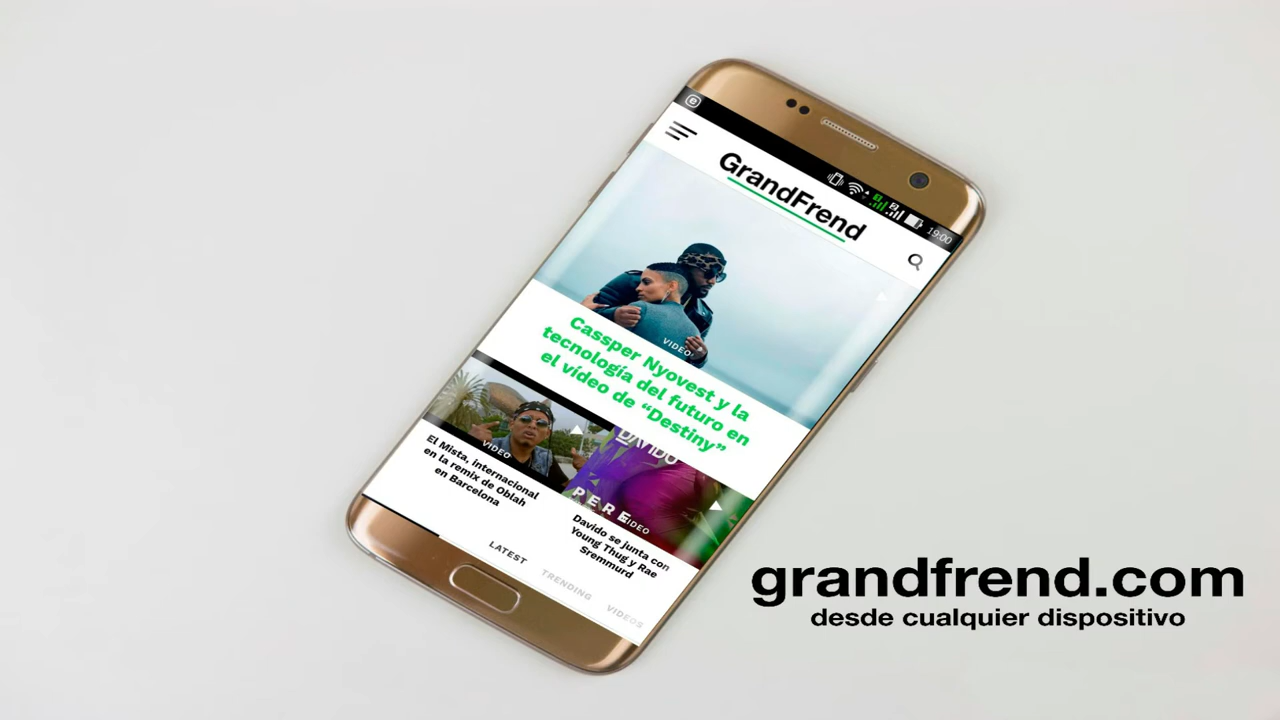 19:00
GrandFrend
VIDEO
Cassper Nyovest y la
tecnología del futuro en
el vídeo de “Destiny”
VIDEO
El Mista, internacional
en la remix de Oblah
en Barcelona
DAVIDO
PERE
VIDEO
Davido se junta con
Young Thug y Rae
Sremmurd
LATEST
TRENDING
VIDEOS
grandfrend.com
desde cualquier dispositivo